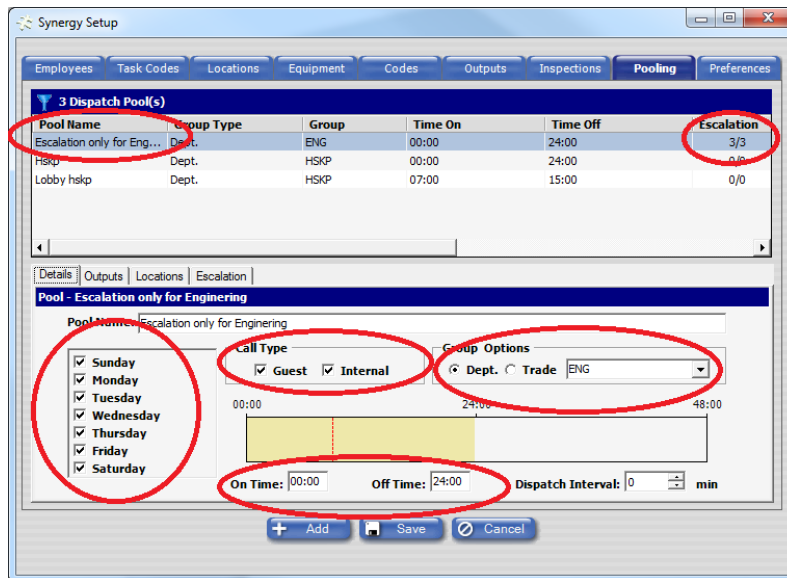 Synergy Setup
Employees Task Codes Locations Equipment Codes Outputs Inspections Pooling Preferences
3 Dispatch Pool(s)
Pool Name Group Type Group Time On Time Off Escalation
Escalation only for Eng... Dept. ENG 00:00 24:00 3/3
Hskp Dept. HSKP 00:00 24:00 0/0
Lobby hskp Dept. HSKP 07:00 15:00 0/0
Details Outputs Locations Escalation
Pool - Escalation only for Enginering
Pool Name: Escalation only for Enginering
Call Type Group Options
Sunday
Guest Internal Dept. Trade ENG
Monday
Tuesday
00:00 24:00 48:00
Wednesday
Thursday
Friday
Saturday
On Time: 00:00 Off Time: 24:00 Dispatch Interval: 0 min
Add Save Cancel